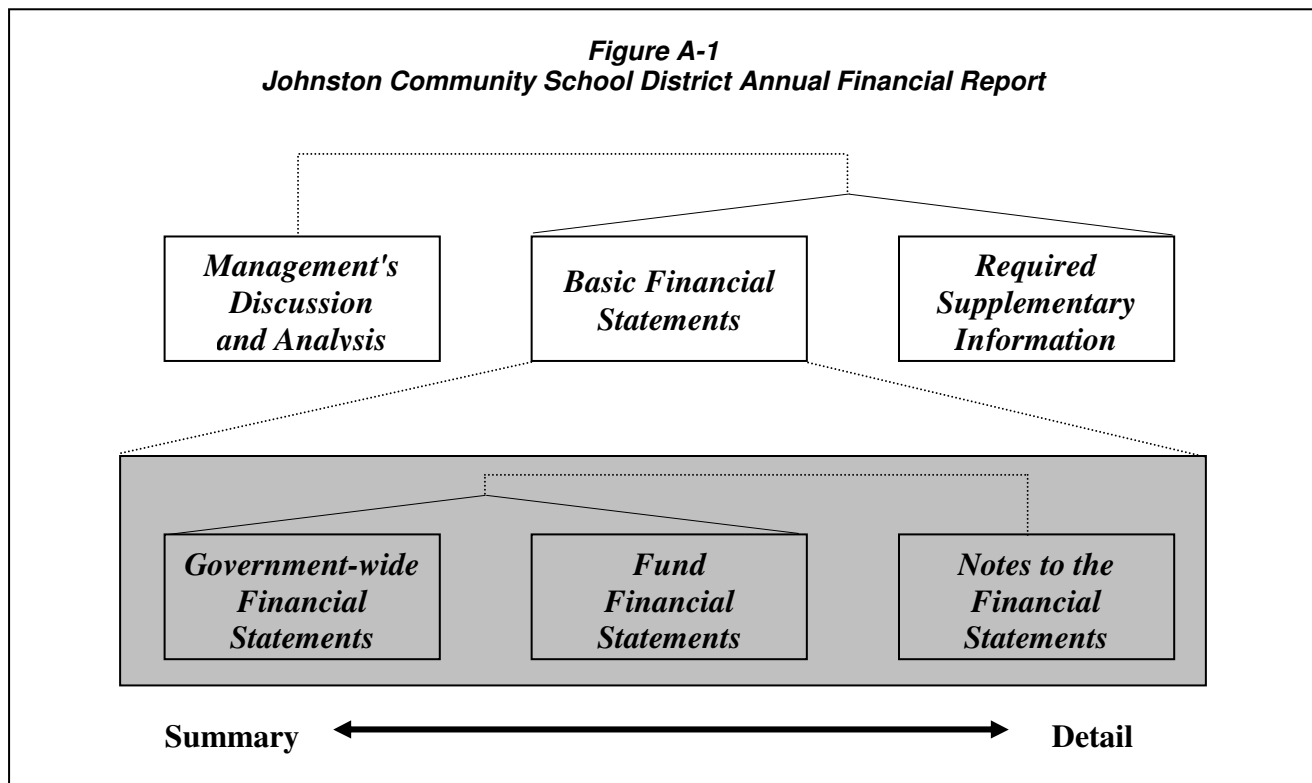 Figure A-1
Johnston Community School District Annual Financial Report
Management's
Discussion
and Analysis
Basic Financial
Statements
Required
Supplementary
Information
Government-wide
Financial
Statements
Fund
Financial
Statements
Notes to the
Financial
Statements
Summary
Detail